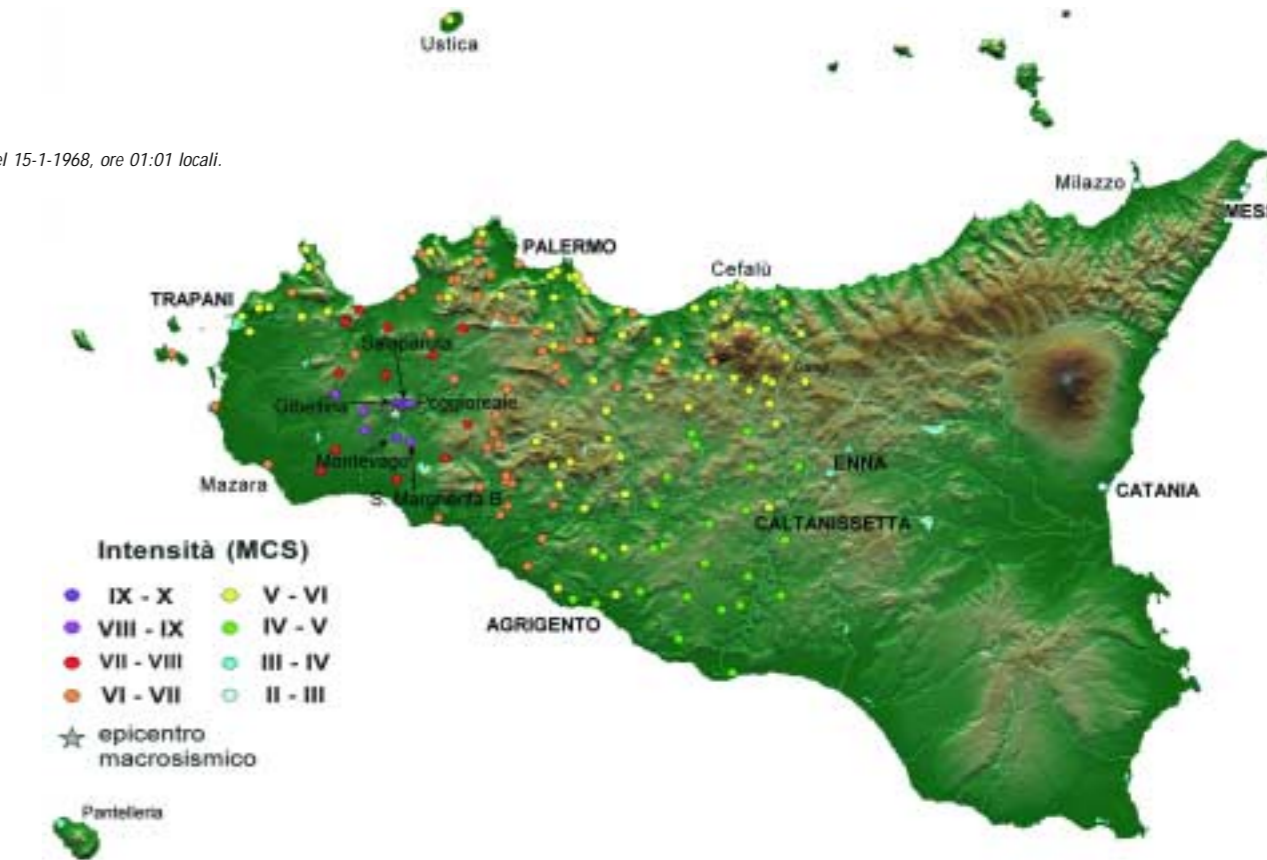 Ustica
el 15-1-1968, ore 01:01 locali.
Milazzo
MESS
PALERMO
Cefalù
TRAPANI
Salaparuta
Gibellina
Poggioreale
Montevago
ENNA
Mazara
S. Margherita B.
CATANIA
CALTANISSETTA
Intensità (MCS)
IX - X
V - VI
VIII - IX
IV - V
AGRIGENTO
VII - VIII
III - IV
VI - VII
II - III
epicentro
macrosismico
Pantelleria